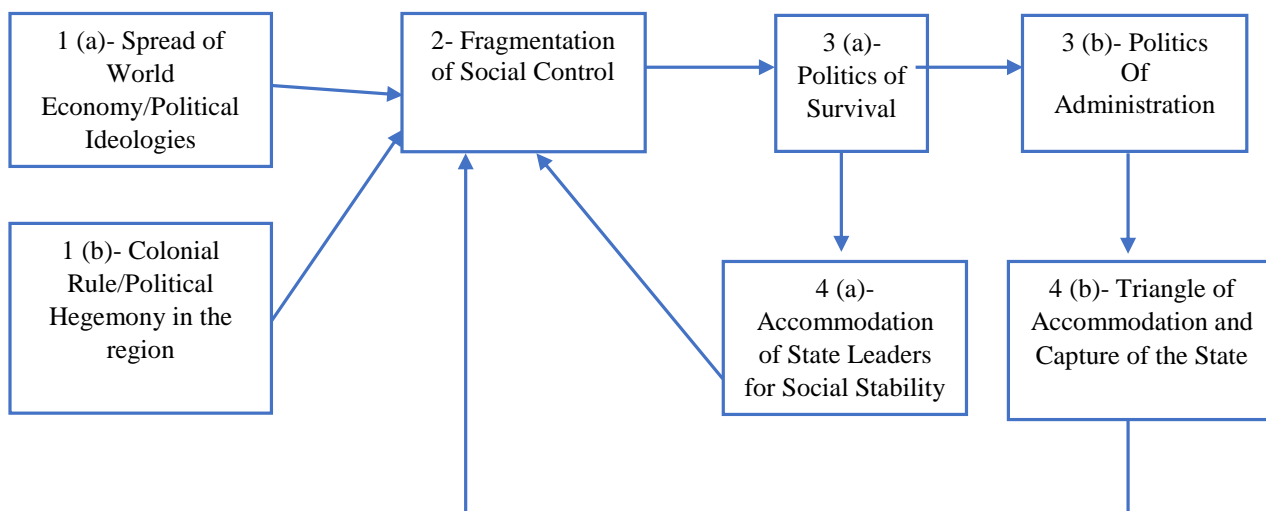 1 (a)- Spread of
World
Economy/Political
Ideologies
2- Fragmentation
of Social Control
3 (a)-
Politics of
Survival
3 (b)- Politics
Of
Administration
1 (b)- Colonial
Rule/Political
Hegemony in the
region
4 (a)-
Accommodation
of State Leaders
for Social Stability
4 (b)- Triangle of
Accommodation and
Capture of the State